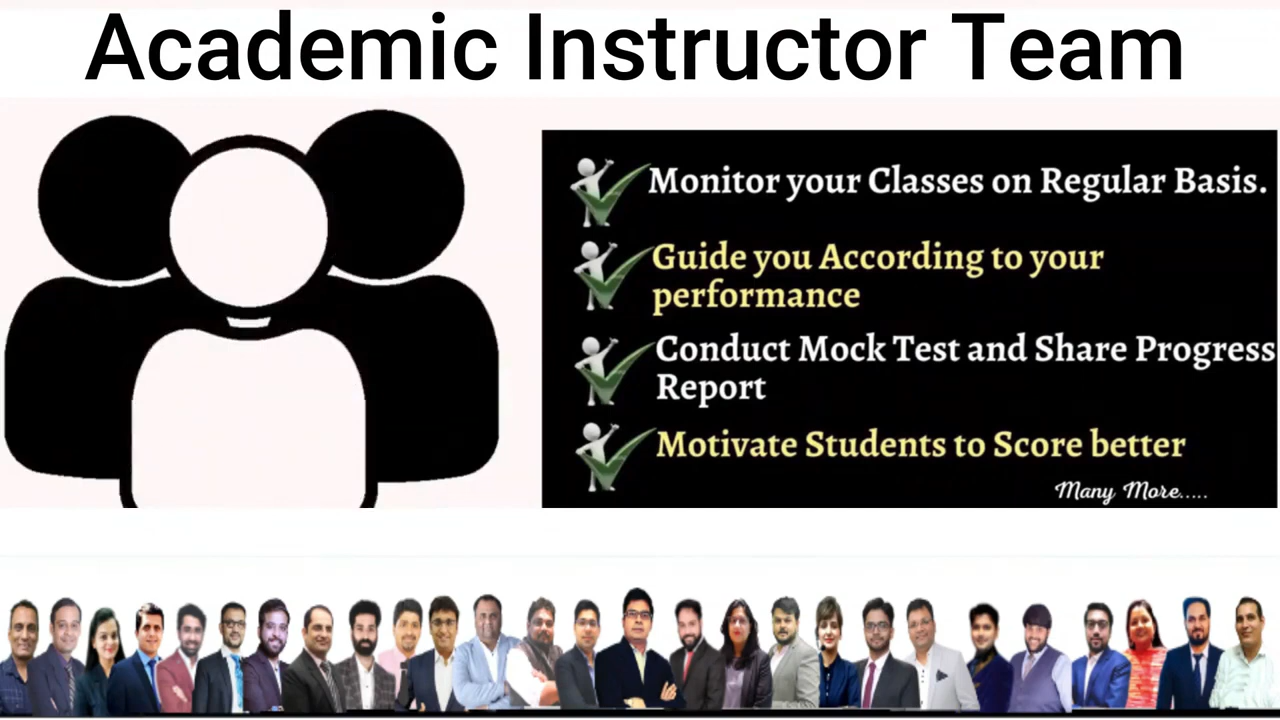 Academic Instructor Team
Monitor your Classes on Regular Basis.
Guide you According to your
performance
Conduct Mock Test and Share Progress
Report
Motivate Students to Score better
Many More.....